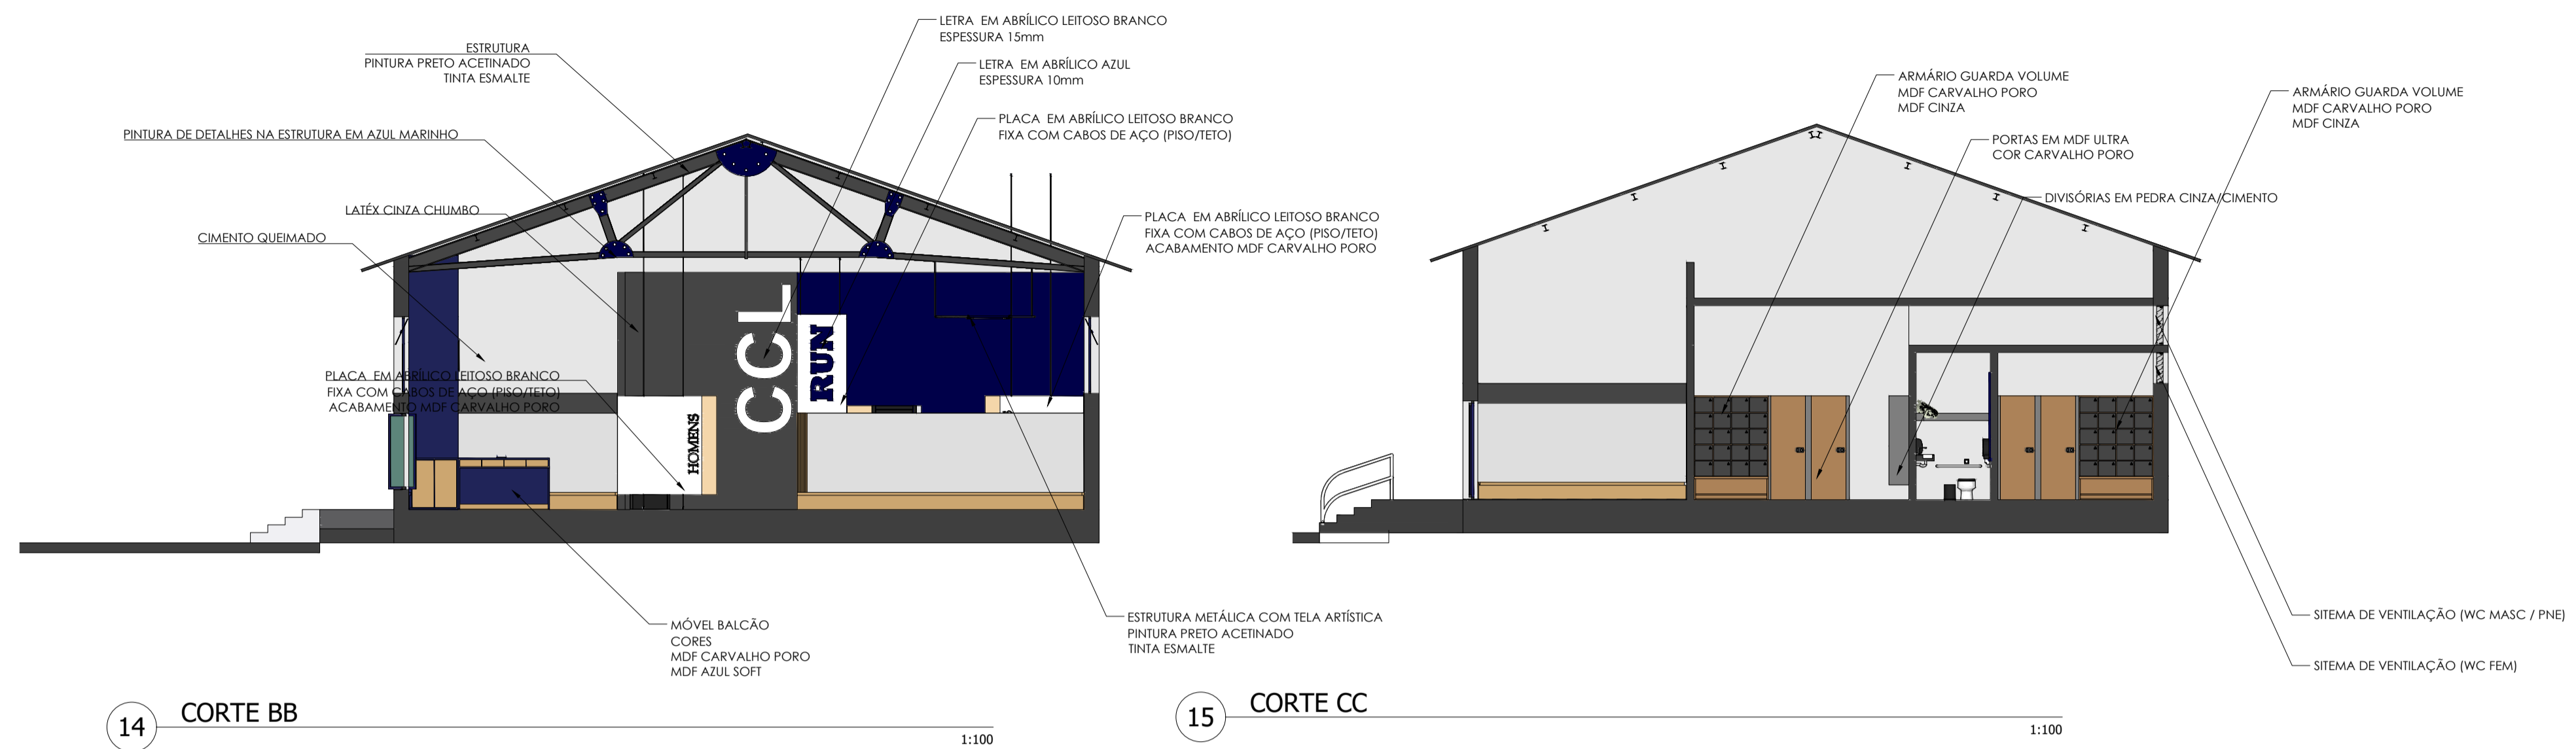 LETRA EM ABRÍLICO LEITOSO BRANCO
ESPESSURA 15mm
ESTRUTURA
PINTURA PRETO ACETINADO
TINTA ESMALTE
LETRA EM ABRÍLICO AZUL
ESPESSURA 10mm
PLACA EM ABRÍLICO LEITOSO BRANCO
FIXA COM CABOS DE AÇO (PISO/TETO)
PINTURA DE DETALHES NA ESTRUTURA EM AZUL MARINHO
LATÉX CINZA CHUMBO
CIMENTO QUEIMADO
PLACA EM ABRÍLICO LEITOSO BRANCO
FIXA COM CABOS DE AÇO (PISO/TETO)
ACABAMENTO MDF CARVALHO PORO
PLACA EM ABRÍLICO LEITOSO BRANCO
FIXA COM CABOS DE AÇO (PISO/TETO)
ACABAMENTO MDF CARVALHO PORO
CCL
RUN
HOMENS
MÓVEL BALCÃO
CORES
MDF CARVALHO PORO
MDF AZUL SOFT
ESTRUTURA METÁLICA COM TELA ARTÍSTICA
PINTURA PRETO ACETINADO
TINTA ESMALTE
14
CORTE BB
1:100
ARMÁRIO GUARDA VOLUME
MDF CARVALHO PORO
MDF CINZA
ARMÁRIO GUARDA VOLUME
MDF CARVALHO PORO
MDF CINZA
PORTAS EM MDF ULTRA
COR CARVALHO PORO
DIVISÓRIAS EM PEDRA CINZA/CIMENTO
SITEMA DE VENTILAÇÃO (WC MASC / PNE)
SITEMA DE VENTILAÇÃO (WC FEM)
15
CORTE CC
1:100